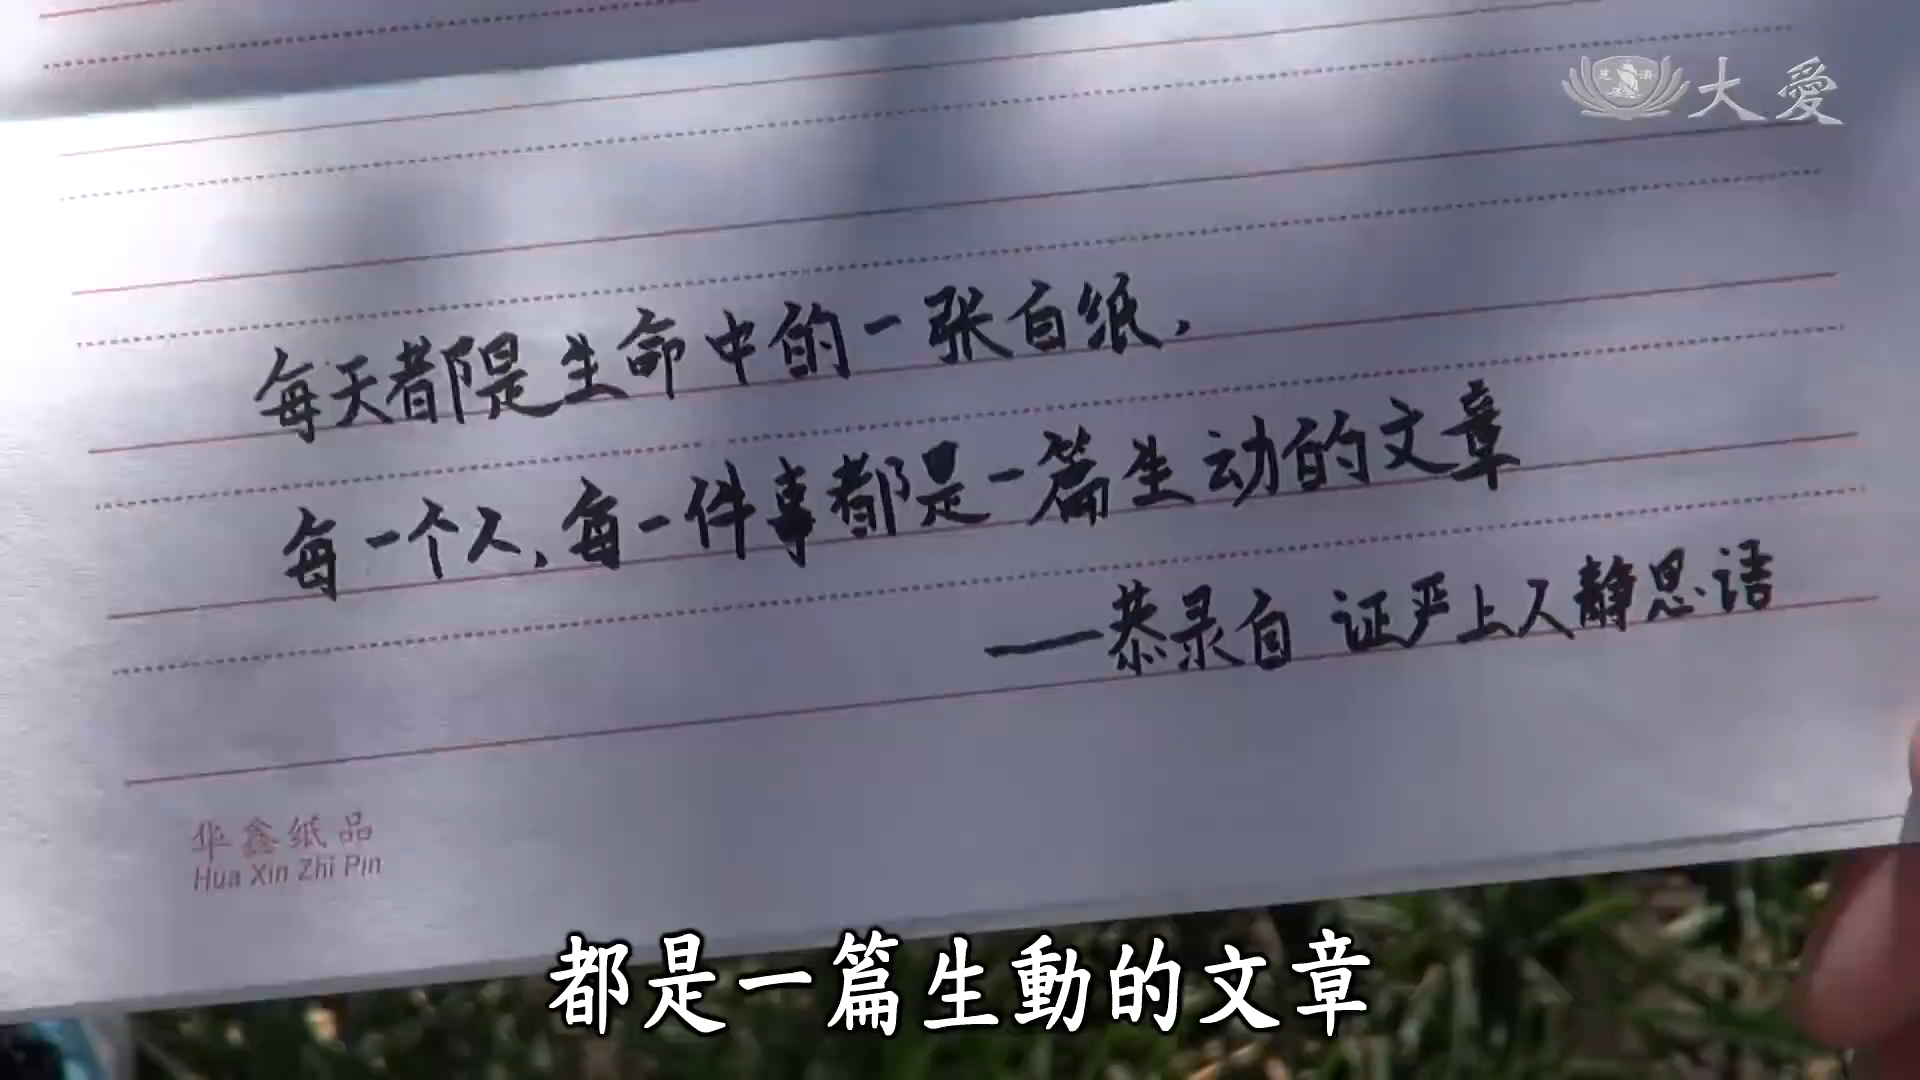 大愛
每天都是生命中的一张白纸,
每一个人,每一件事都是一篇生动的文章
——恭录自 证严上人静思语
华鑫纸品
Hua Xin Zhi Pin
都是一篇生動的文章